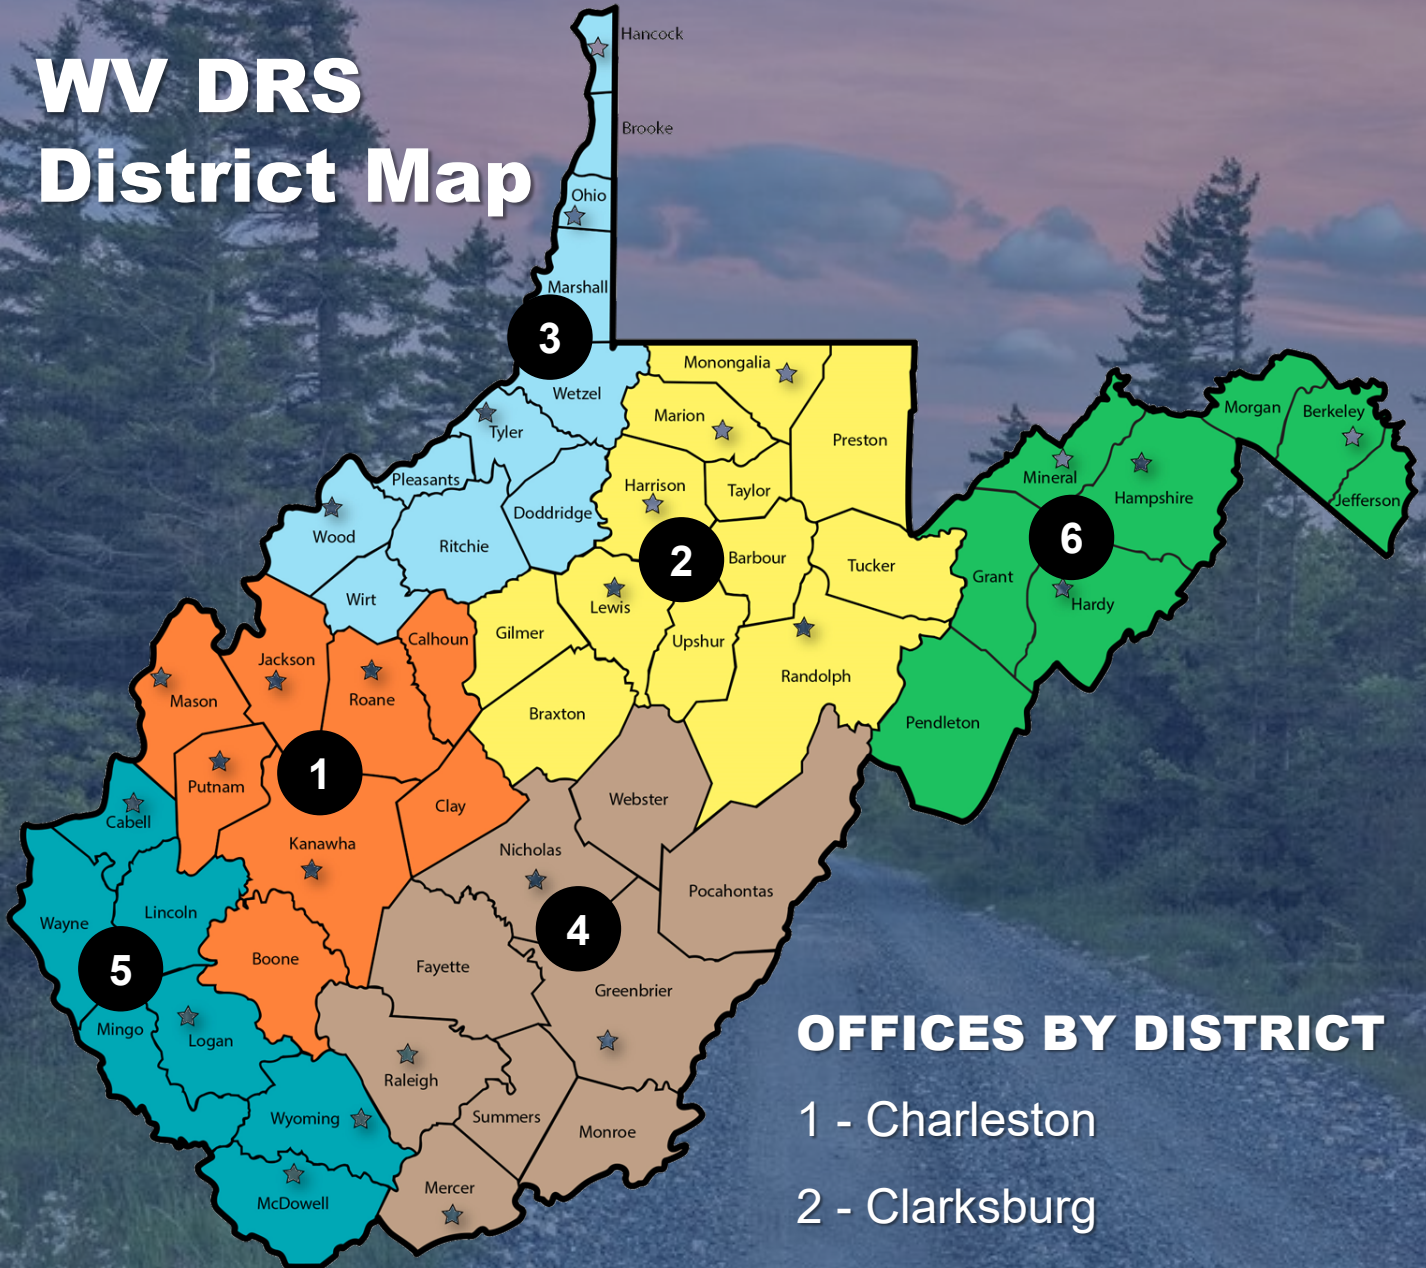 WV DRS
District Map
Hancock
Brooke
Ohio
Marshall
3
Wetzel
Tyler
Pleasants
Wood
Doddridge
Ritchie
Wirt
Monongalia
Marion
Preston
Harrison
Taylor
2
Barbour
Tucker
Lewis
Gilmer
Upshur
Randolph
Braxton
Morgan
Berkeley
Jefferson
Mineral
Hampshire
6
Grant
Hardy
Pendleton
Calhoun
Jackson
Roane
Mason
1
Putnam
Clay
Kanawha
Boone
Cabell
Wayne
Lincoln
5
Mingo
Logan
Wyoming
McDowell
Webster
Nicholas
Pocahontas
4
Fayette
Greenbrier
Raleigh
Summers
Monroe
Mercer
OFFICES BY DISTRICT
1 - Charleston
2 - Clarksburg